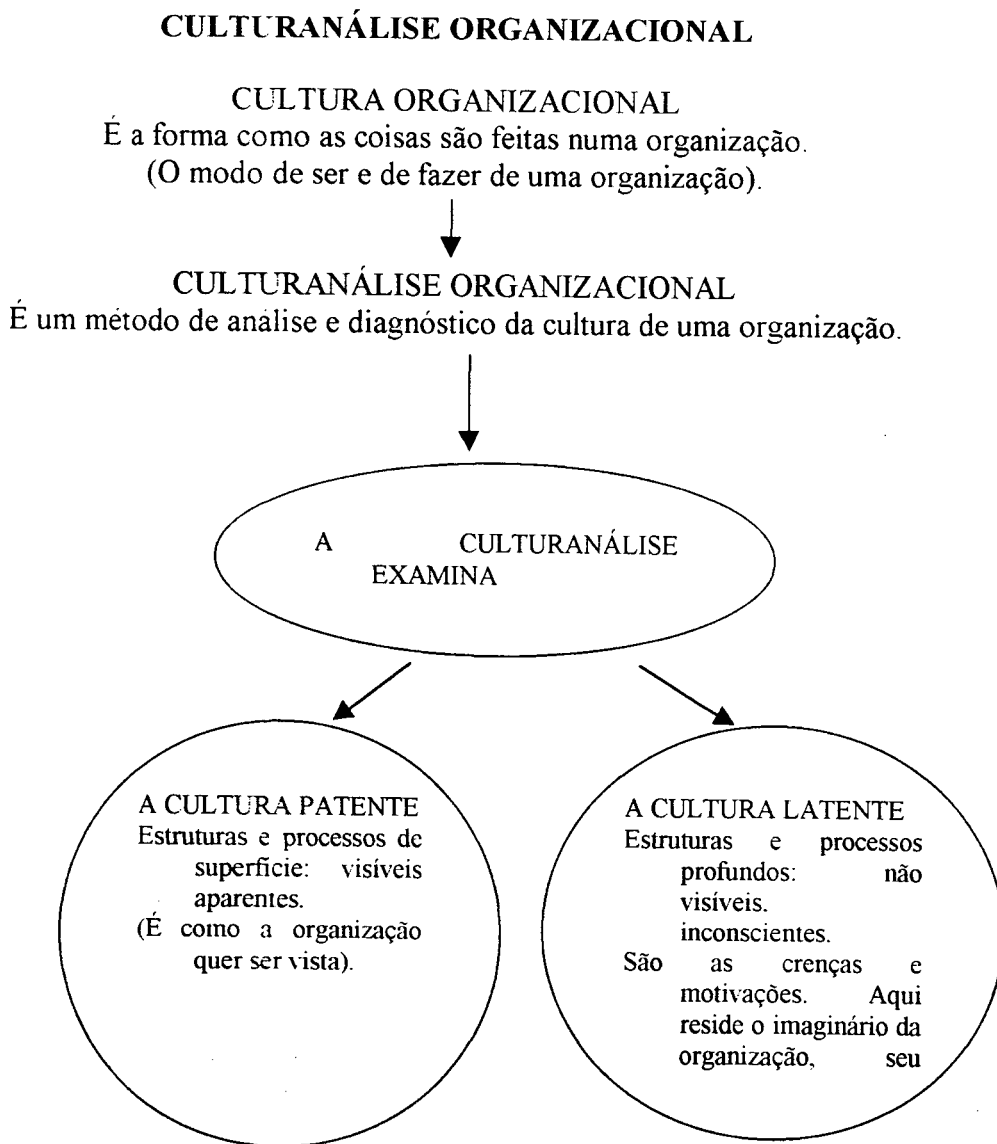 CULTURANÁLISE ORGANIZACIONAL
CULTURA ORGANIZACIONAL
É a forma como as coisas são feitas numa organização.
(O modo de ser e de fazer de uma organização).
CULTURANÁLISE ORGANIZACIONAL
É um método de análise e diagnóstico da cultura de uma organização.
A CULTURANÁLISE
EXAMINA
A CULTURA PATENTE
Estruturas e processos de
superfície: visíveis
aparentes.
(É como a organização
quer ser vista).
A CULTURA LATENTE
Estruturas e processos
profundos: não
visíveis.
inconscientes.
São as crenças e
motivações. Aqui
reside o imaginário da
organização, seu